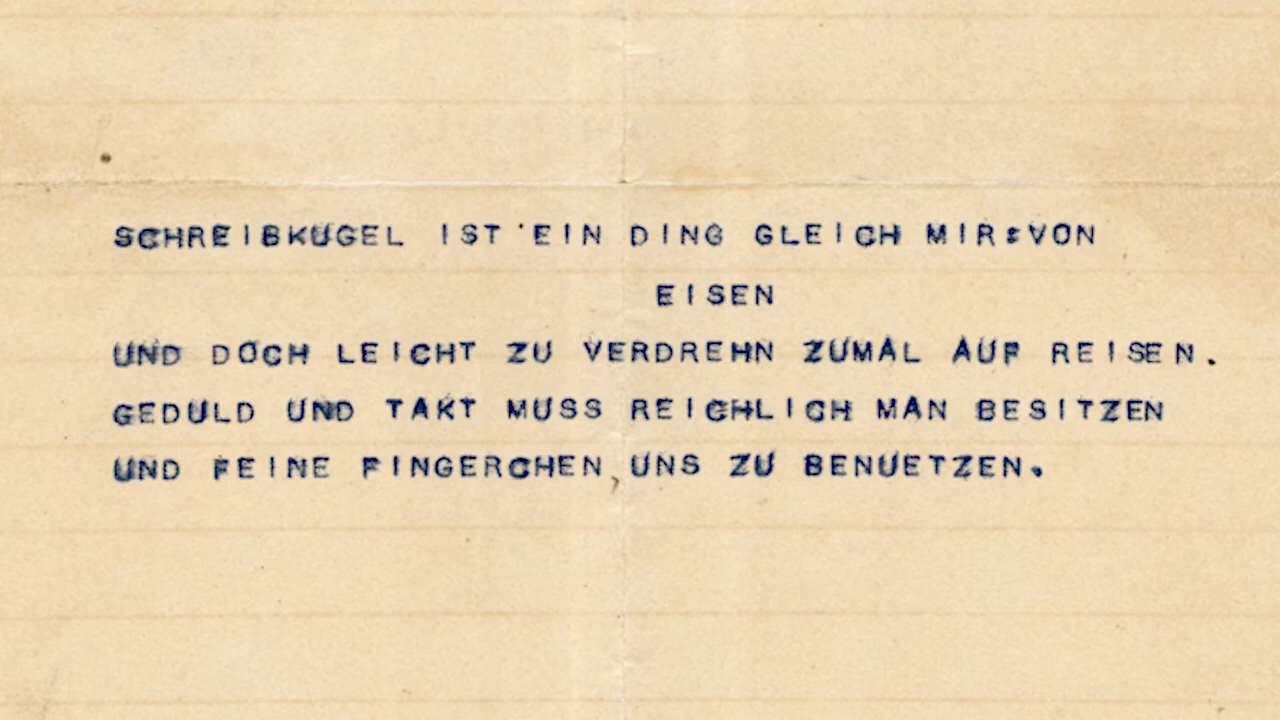 SCHREIBKUGEL IST EIN DING GLEICH MIR:VON
EISEN
UND DOCH LEICHT ZU VERDREHN ZUMAL AUF REISEN.
GEDULD UND TAKT MUSS REICHLICH MAN BESITZEN
UND FEINE FINGERCHEN, UNS ZU BENUETZEN.